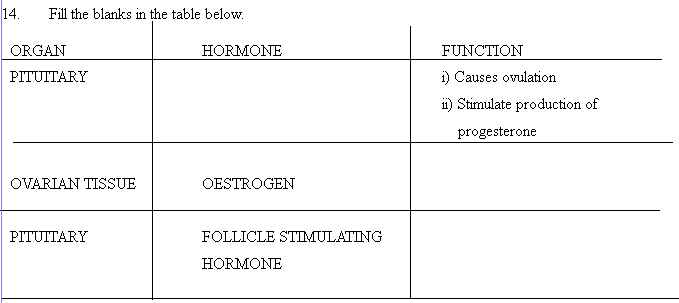 14. Fill the blanks in the table below.
ORGAN HORMONE FUNCTION
PITUITARY i) Causes ovulation
ii) Stimulate production of
progesterone
OVARIAN TISSUE OESTROGEN
PITUITARY FOLLICLE STIMULATING
HORMONE